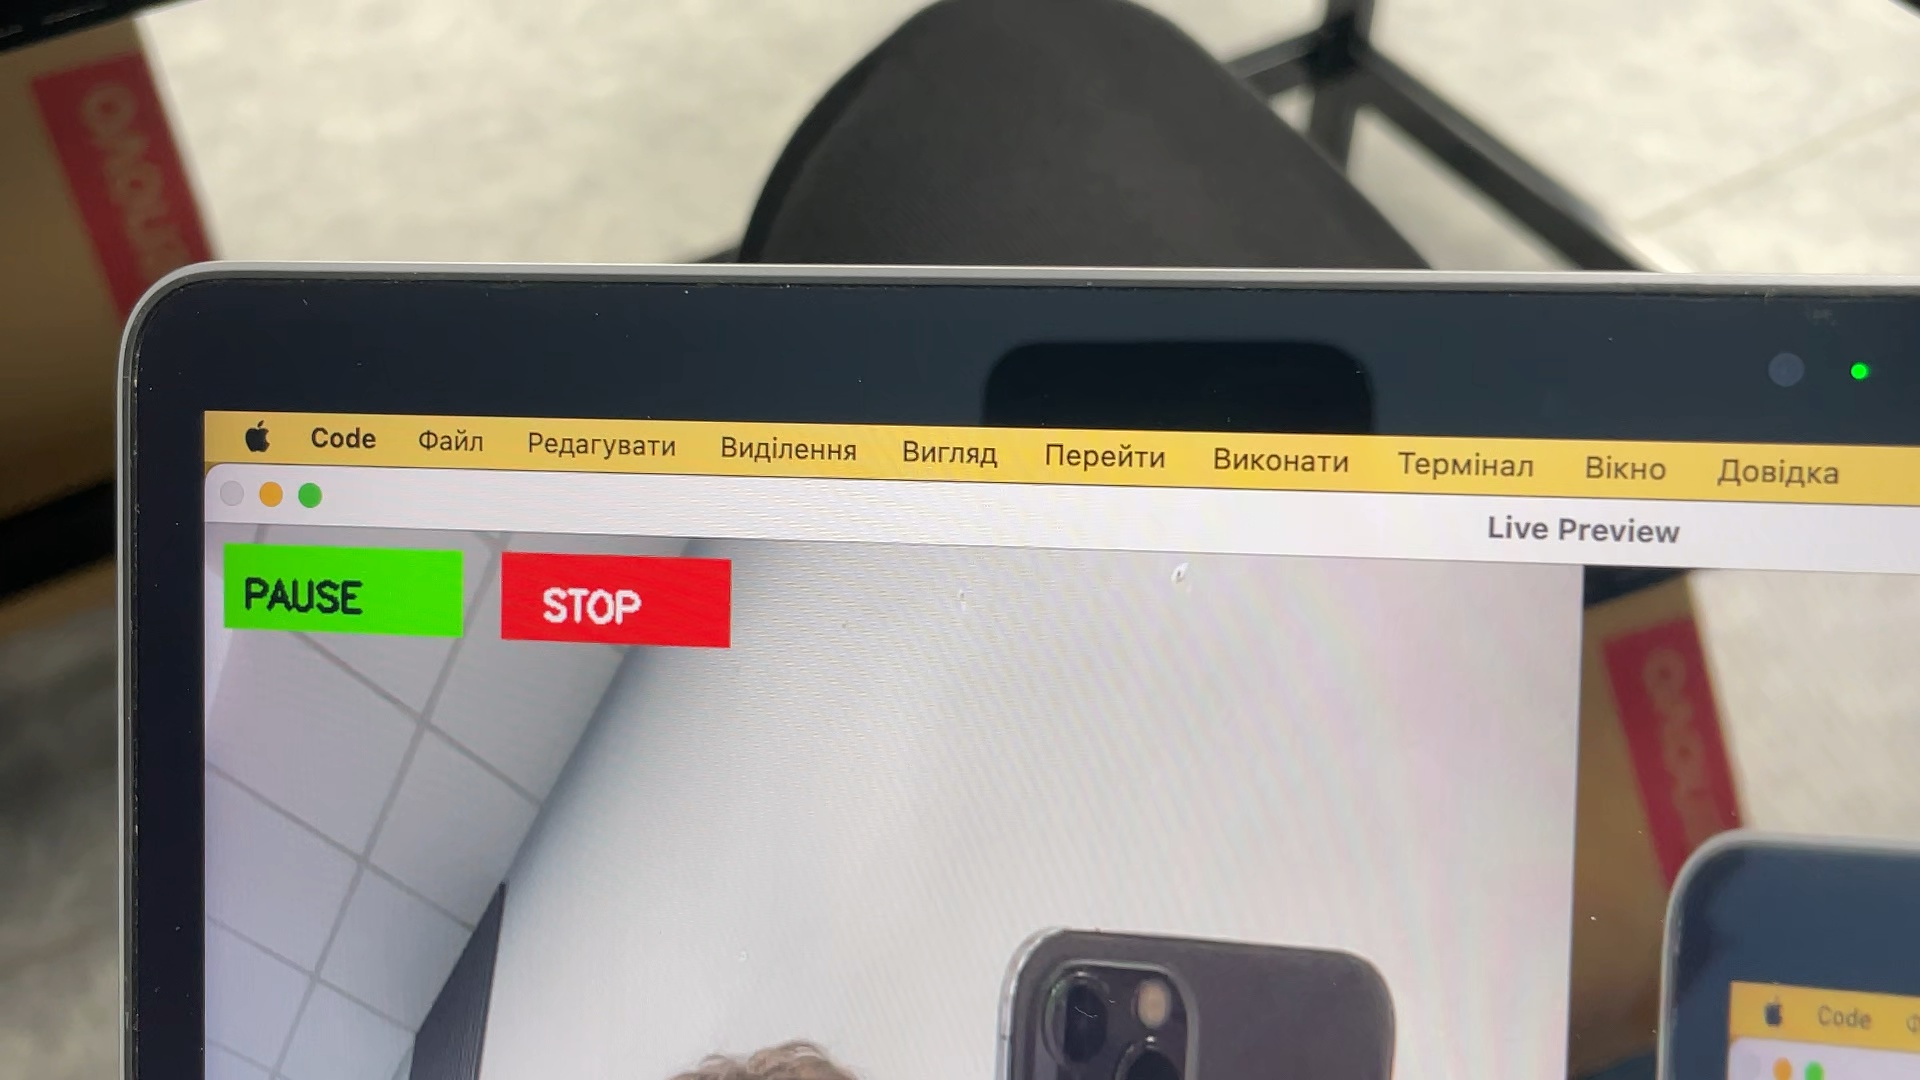 Code Файл Редагувати Виділення Вигляд Перейти Виконати Термінал Вікно Довідка
Live Preview
PAUSE STOP
Code